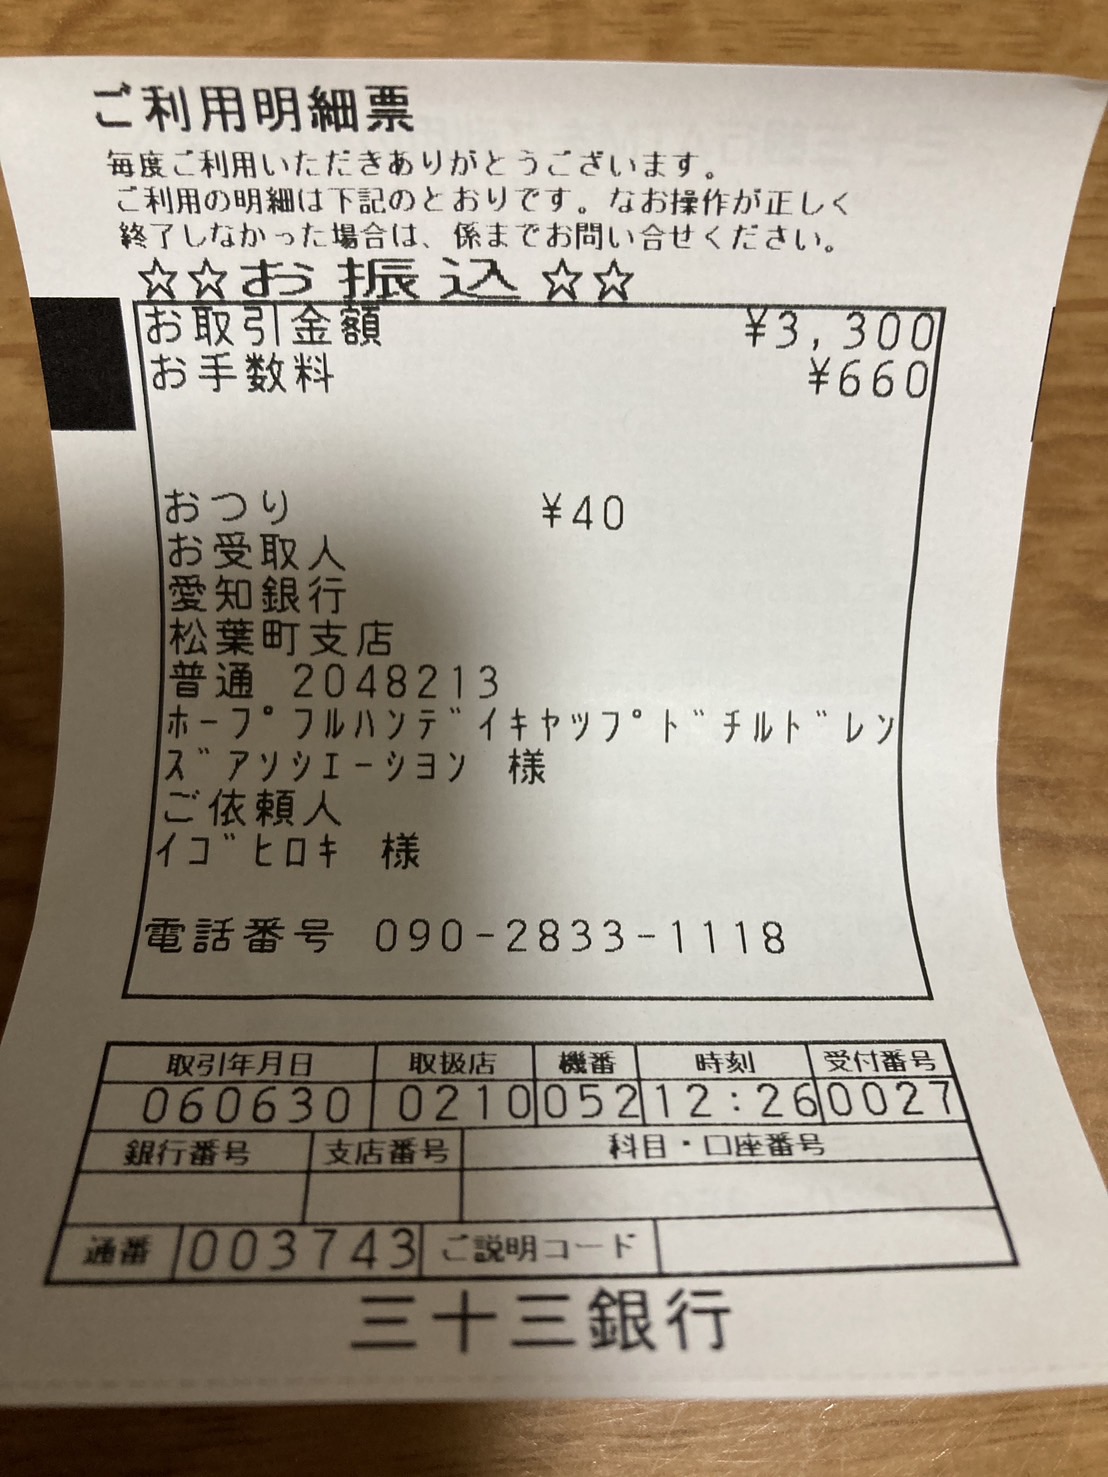 ご利用明細票
毎度ご利用いただきありがとうございます。
ご利用の明細は下記のとおりです。なお操作が正しく
終了しなかった場合は、係までお問い合せください。
☆☆お振込☆☆
お取引金額 ¥3,300
お手数料 ¥660
おつり ¥40
お受取人
愛知銀行
松葉町支店
普通 2048213
ﾎｰﾌﾟﾌﾙﾊﾝﾃﾞｲｷﾔﾂﾌﾟﾄﾞﾁﾙﾄﾞﾚﾝ
ｽﾞｱｿｼｴｰｼヨﾝ 様
ご依頼人
ｲｺﾞﾋﾛｷ 様
電話番号 090-2833-1118
取引年月日 取扱店 機番 時刻 受付番号
060630 0210 052 12:26 0027
銀行番号 支店番号 科目・口座番号
通番 003743 ご説明コード
三十三銀行